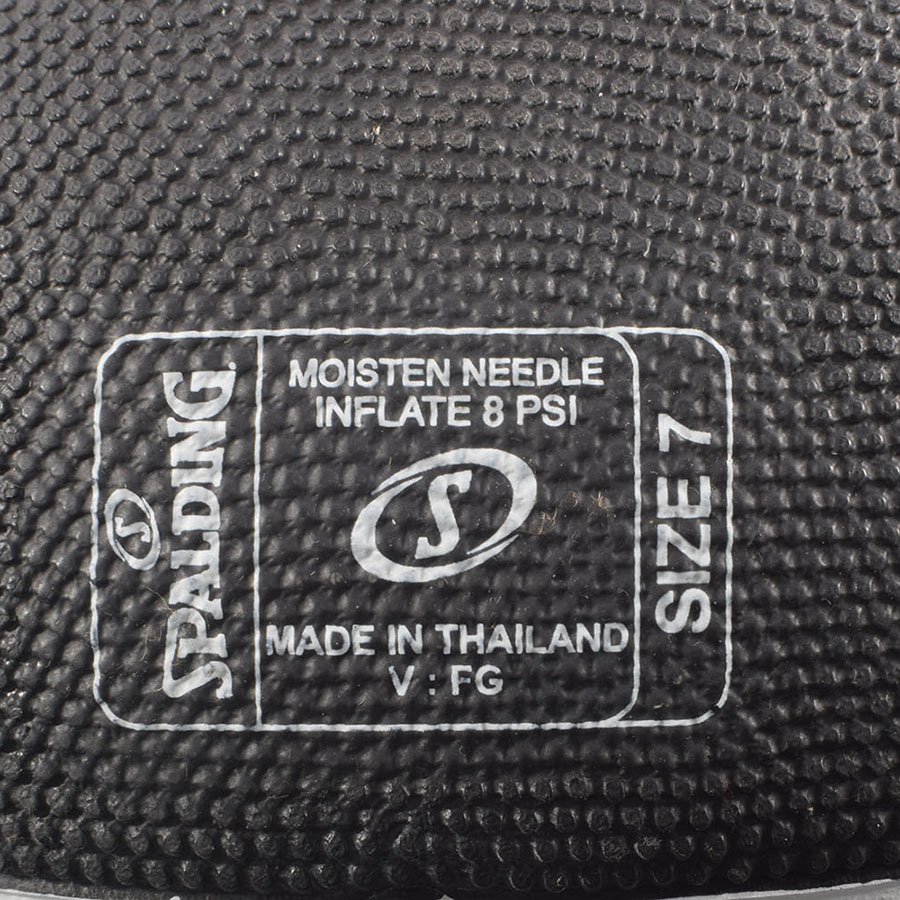 S
SPALDING
MOISTEN NEEDLE
INFLATE 8 PSI
S
MADE IN THAILAND
V : FG
SIZE 7